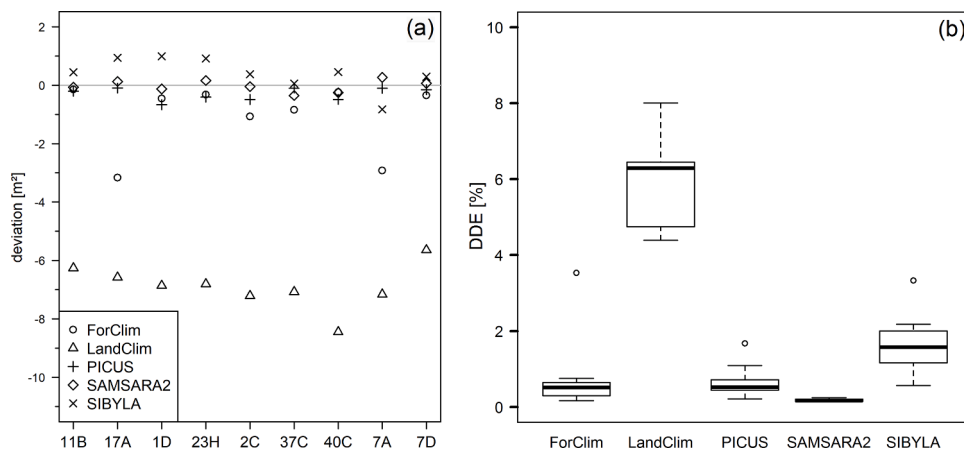 (a)
deviation [m²]
2
0
-2
-4
-6
-8
-10
ForClim
LandClim
PICUS
SAMSARA2
SIBYLA
11B 17A 1D 23H 2C 37C 40C 7A 7D
(b)
DDE [%]
10
8
6
4
2
0
ForClim LandClim PICUS SAMSARA2 SIBYLA